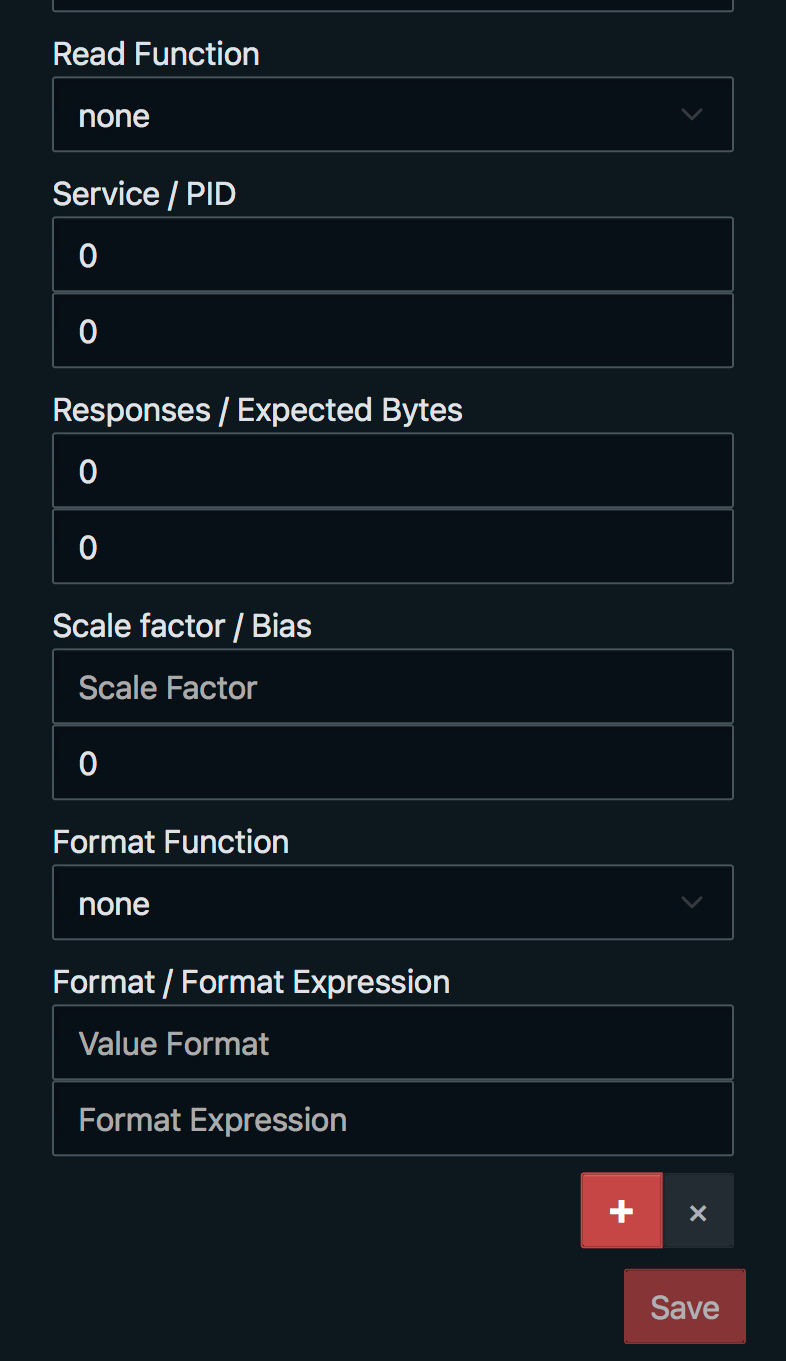 Read Function
none
Service / PID
0
0
Responses / Expected Bytes
0
0
Scale factor / Bias
Scale Factor
0
Format Function
none
Format / Format Expression
Value Format
Format Expression
+ ×
Save